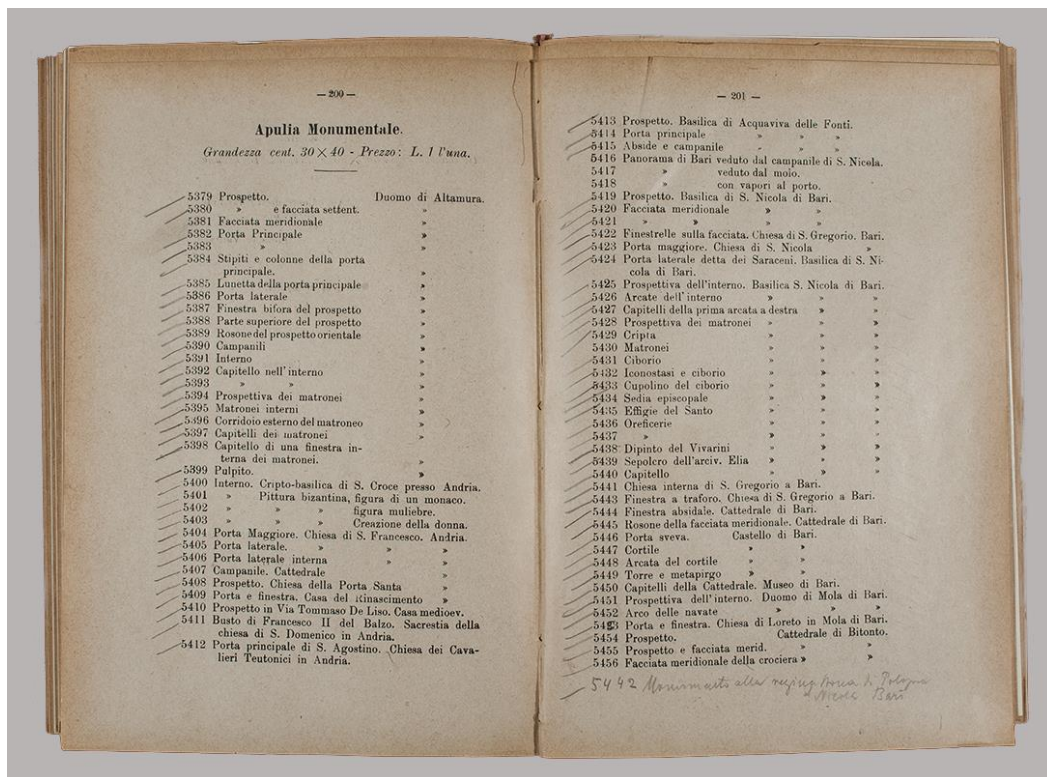 — 200 —
Apulia Monumentale.
Grandezza cent. 30 × 40 - Prezzo: L. 1 l'una.
5379 Prospetto. Duomo di Altamura.
5380 » e facciata settent. »
5381 Facciata meridionale »
5382 Porta Principale »
5383 » »
5384 Stipiti e colonne della porta
principale. »
5385 Lunetta della porta principale »
5386 Porta laterale »
5387 Finestra bifora del prospetto »
5388 Parte superiore del prospetto »
5389 Rosone del prospetto orientale »
5390 Campanili »
5391 Interno »
5392 Capitello nell'interno »
5393 » » »
5394 Prospettiva dei matronei »
5395 Matronei interni »
5396 Corridoio esterno del matroneo »
5397 Capitelli dei matronei »
5398 Capitello di una finestra in-
terna dei matronei. »
5399 Pulpito. »
5400 Interno. Cripto-basilica di S. Croce presso Andria.
5401 » Pittura bizantina, figura di un monaco.
5402 » » » figura muliebre.
5403 » » » Creazione della donna.
5404 Porta Maggiore. Chiesa di S. Francesco. Andria.
5405 Porta laterale. » » »
5406 Porta laterale interna » »
5407 Campanile. Cattedrale »
5408 Prospetto. Chiesa della Porta Santa »
5409 Porta e finestra. Casa del Rinascimento »
5410 Prospetto in Via Tommaso De Liso. Casa medioev.
5411 Busto di Francesco II del Balzo. Sacrestia della
chiesa di S. Domenico in Andria.
5412 Porta principale di S. Agostino. Chiesa dei Cava-
lieri Teutonici in Andria.
— 201 —
5413 Prospetto. Basilica di Acquaviva delle Fonti.
5414 Porta principale » » »
5415 Abside e campanile » » »
5416 Panorama di Bari veduto dal campanile di S. Nicola.
5417 » veduto dal molo.
5418 » con vapori al porto.
5419 Prospetto. Basilica di S. Nicola di Bari.
5420 Facciata meridionale » »
5421 » » » »
5422 Finestrelle sulla facciata. Chiesa di S. Gregorio. Bari.
5423 Porta maggiore. Chiesa di S. Nicola »
5424 Porta laterale detta dei Saraceni. Basilica di S. Ni-
cola di Bari.
5425 Prospettiva dell'interno. Basilica S. Nicola di Bari.
5426 Arcate dell'interno » » »
5427 Capitelli della prima arcata a destra » »
5428 Prospettiva dei matronei » » »
5429 Cripta » » »
5430 Matronei » » »
5431 Ciborio » » »
5432 Iconostasi e ciborio » » »
5433 Cupolino del ciborio » » »
5434 Sedia episcopale » » »
5435 Effigie del Santo » » »
5436 Oreficerie » » »
5437 » » » »
5438 Dipinto del Vivarini » » »
5439 Sepolcro dell'arciv. Elia » » »
5440 Capitello » » »
5441 Chiesa interna di S. Gregorio a Bari.
5443 Finestra a traforo. Chiesa di S. Gregorio a Bari.
5444 Finestra absidale. Cattedrale di Bari.
5445 Rosone della facciata meridionale. Cattedrale di Bari.
5446 Porta sveva. Castello di Bari.
5447 Cortile » »
5448 Arcata del cortile » »
5449 Torre e metapirgo » »
5450 Capitelli della Cattedrale. Museo di Bari.
5451 Prospettiva dell'interno. Duomo di Mola di Bari.
5452 Arco delle navate » » »
5453 Porta e finestra. Chiesa di Loreto in Mola di Bari.
5454 Prospetto. Cattedrale di Bitonto.
5455 Prospetto e facciata merid. » »
5456 Facciata meridionale della crociera » »
5442 Monumento alla regina Bona di Polonia
Nicola Bari